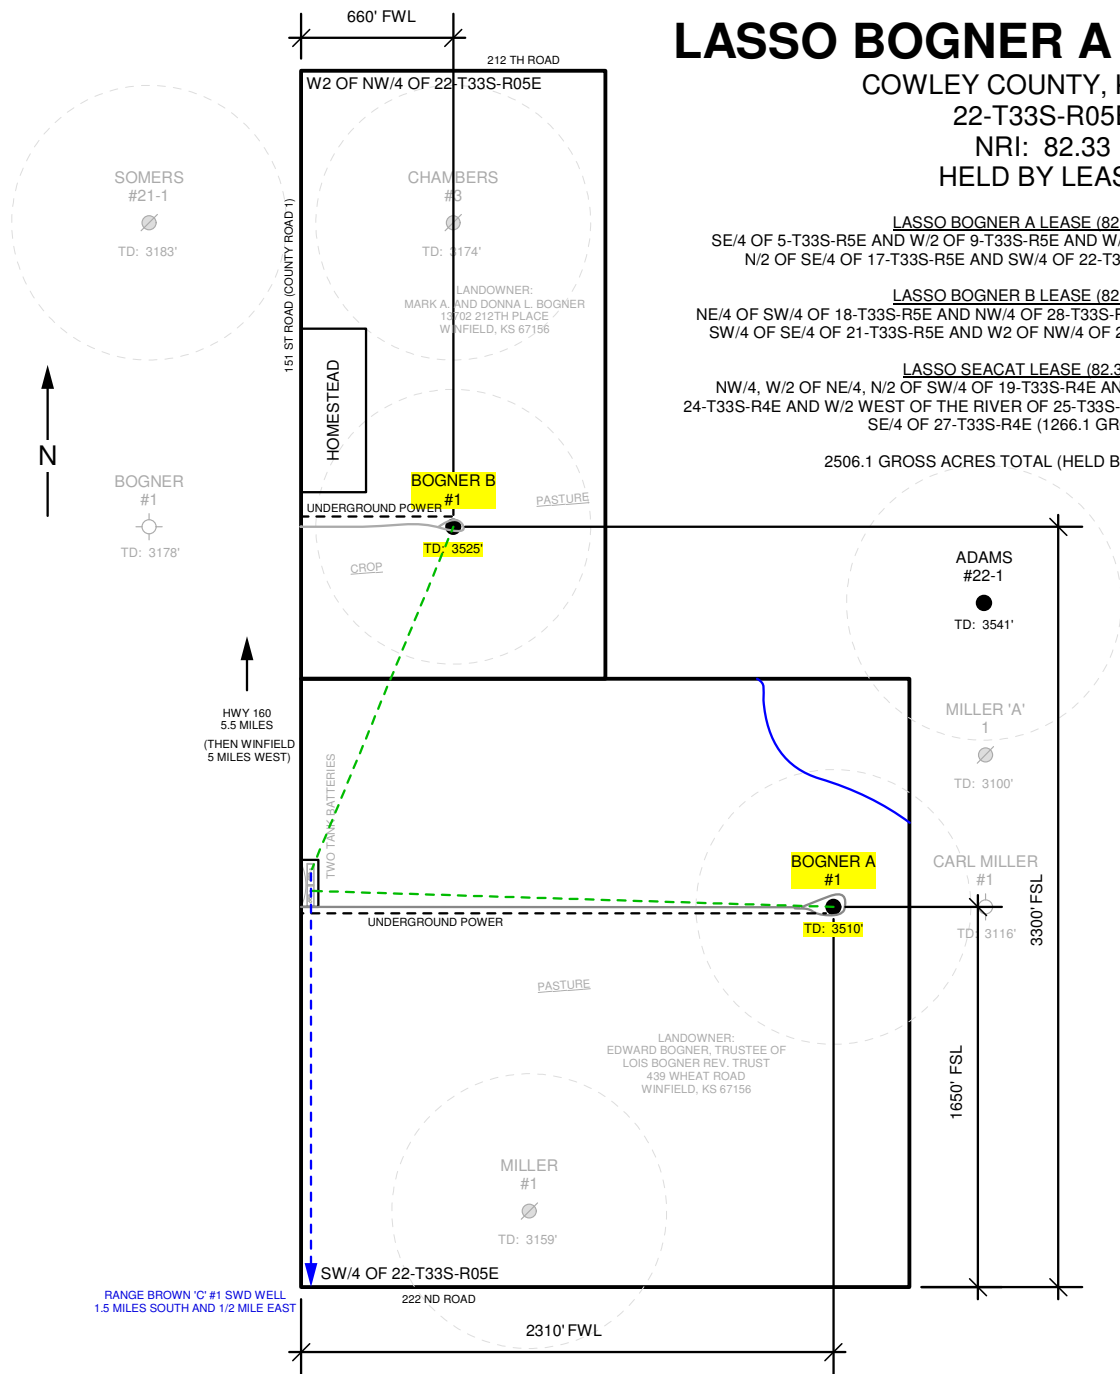 660' FWL
LASSO BOGNER A
COWLEY COUNTY,
22-T33S-R05E
NRI: 82.33
HELD BY LEAS
212 TH ROAD
W2 OF NW/4 OF 22-T33S-R05E
SOMERS
#21-1
TD: 3183'
CHAMBERS
#3
TD: 3174'
151 ST ROAD (COUNTY ROAD 1)
LANDOWNER:
MARK A. AND DONNA L. BOGNER
13702 212TH PLACE
WINFIELD, KS 67156
LASSO BOGNER A LEASE (82
SE/4 OF 5-T33S-R5E AND W/2 OF 9-T33S-R5E AND W/
N/2 OF SE/4 OF 17-T33S-R5E AND SW/4 OF 22-T3
LASSO BOGNER B LEASE (82
NE/4 OF SW/4 OF 18-T33S-R5E AND NW/4 OF 28-T33S-R
SW/4 OF SE/4 OF 21-T33S-R5E AND W2 OF NW/4 OF 2
LASSO SEACAT LEASE (82.3
NW/4, W/2 OF NE/4, N/2 OF SW/4 OF 19-T33S-R4E AN
24-T33S-R4E AND W/2 WEST OF THE RIVER OF 25-T33S-
SE/4 OF 27-T33S-R4E (1266.1 GR
2506.1 GROSS ACRES TOTAL (HELD B
N
HOMESTEAD
BOGNER
#1
TD: 3178'
BOGNER B
#1
TD: 3525'
UNDERGROUND POWER
PASTURE
CROP
ADAMS
#22-1
TD: 3541'
HWY 160
5.5 MILES
(THEN WINFIELD
5 MILES WEST)
MILLER 'A'
1
TD: 3100'
TWO TANK BATTERIES
BOGNER A
#1
TD: 3510'
CARL MILLER
#1
TD: 3116'
UNDERGROUND POWER
3300' FSL
PASTURE
LANDOWNER:
EDWARD BOGNER, TRUSTEE OF
LOIS BOGNER REV. TRUST
439 WHEAT ROAD
WINFIELD, KS 67156
1650' FSL
MILLER
#1
TD: 3159'
SW/4 OF 22-T33S-R05E
RANGE BROWN 'C' #1 SWD WELL
1.5 MILES SOUTH AND 1/2 MILE EAST
222 ND ROAD
2310' FWL